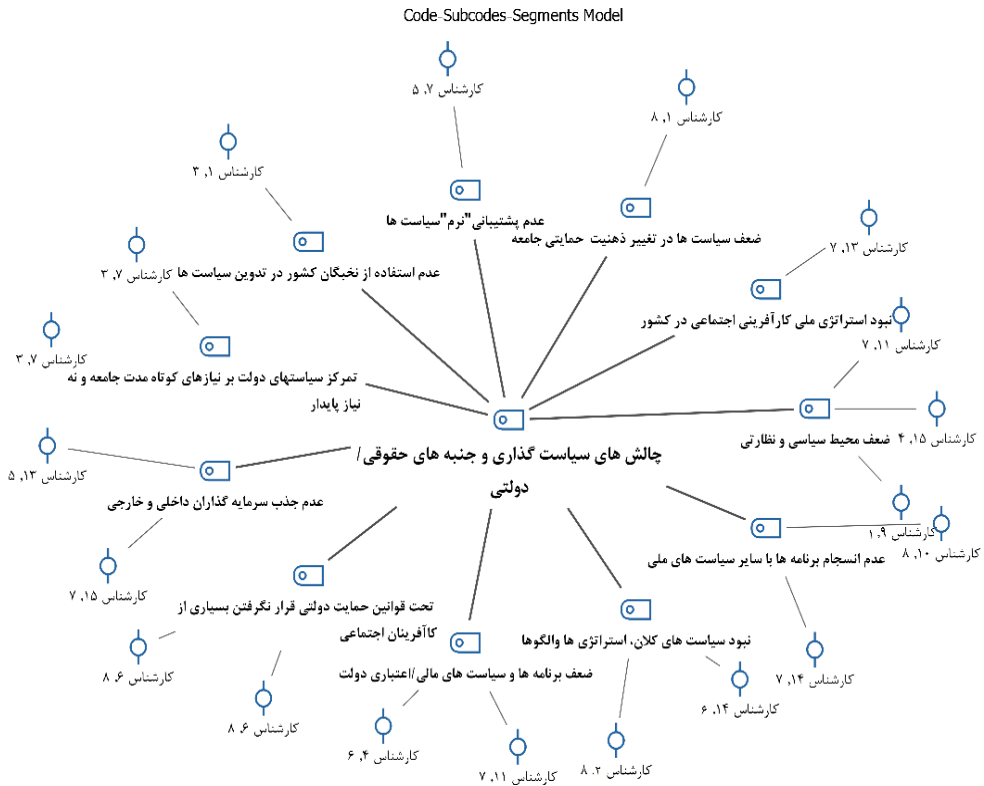 Code-Subcodes-Segments Model
کارشناس ۷, ۵
کارشناس ۱, ۸
کارشناس ۱, ۳
عدم پشتیبانی"نرم"سیاست ها
ضعف سیاست ها در تغییر ذهنیت حمایتی جامعه
کارشناس ۱۳, ۷
عدم استفاده از نخبگان کشور در تدوین سیاست ها
کارشناس ۷, ۳
نبود استراتژی ملی کارآفرینی اجتماعی در کشور
کارشناس ۱۱, ۷
کارشناس ۷, ۳
تمرکز سیاستهای دولت بر نیازهای کوتاه مدت جامعه و نه
نیاز پایدار
ضعف محیط سیاسی و نظارتی
کارشناس ۱۵, ۴
چالش های سیاست گذاری و جنبه های حقوقی/
دولتی
کارشناس ۱۳, ۵
عدم جذب سرمایه گذاران داخلی و خارجی
کارشناس ۹, ۱
کارشناس ۱۰, ۸
عدم انسجام برنامه ها با سایر سیاست های ملی
کارشناس ۱۵, ۷
تحت قوانین حمایت دولتی قرار نگرفتن بسیاری از
کاآفرینان اجتماعی
نبود سیاست های کلان، استراتژی ها والگوها
کارشناس ۶, ۸
ضعف برنامه ها و سیاست های مالی/اعتباری دولت
کارشناس ۱۴, ۷
کارشناس ۱۴, ۶
کارشناس ۶, ۸
کارشناس ۴, ۶
کارشناس ۱۱, ۷
کارشناس ۲, ۸